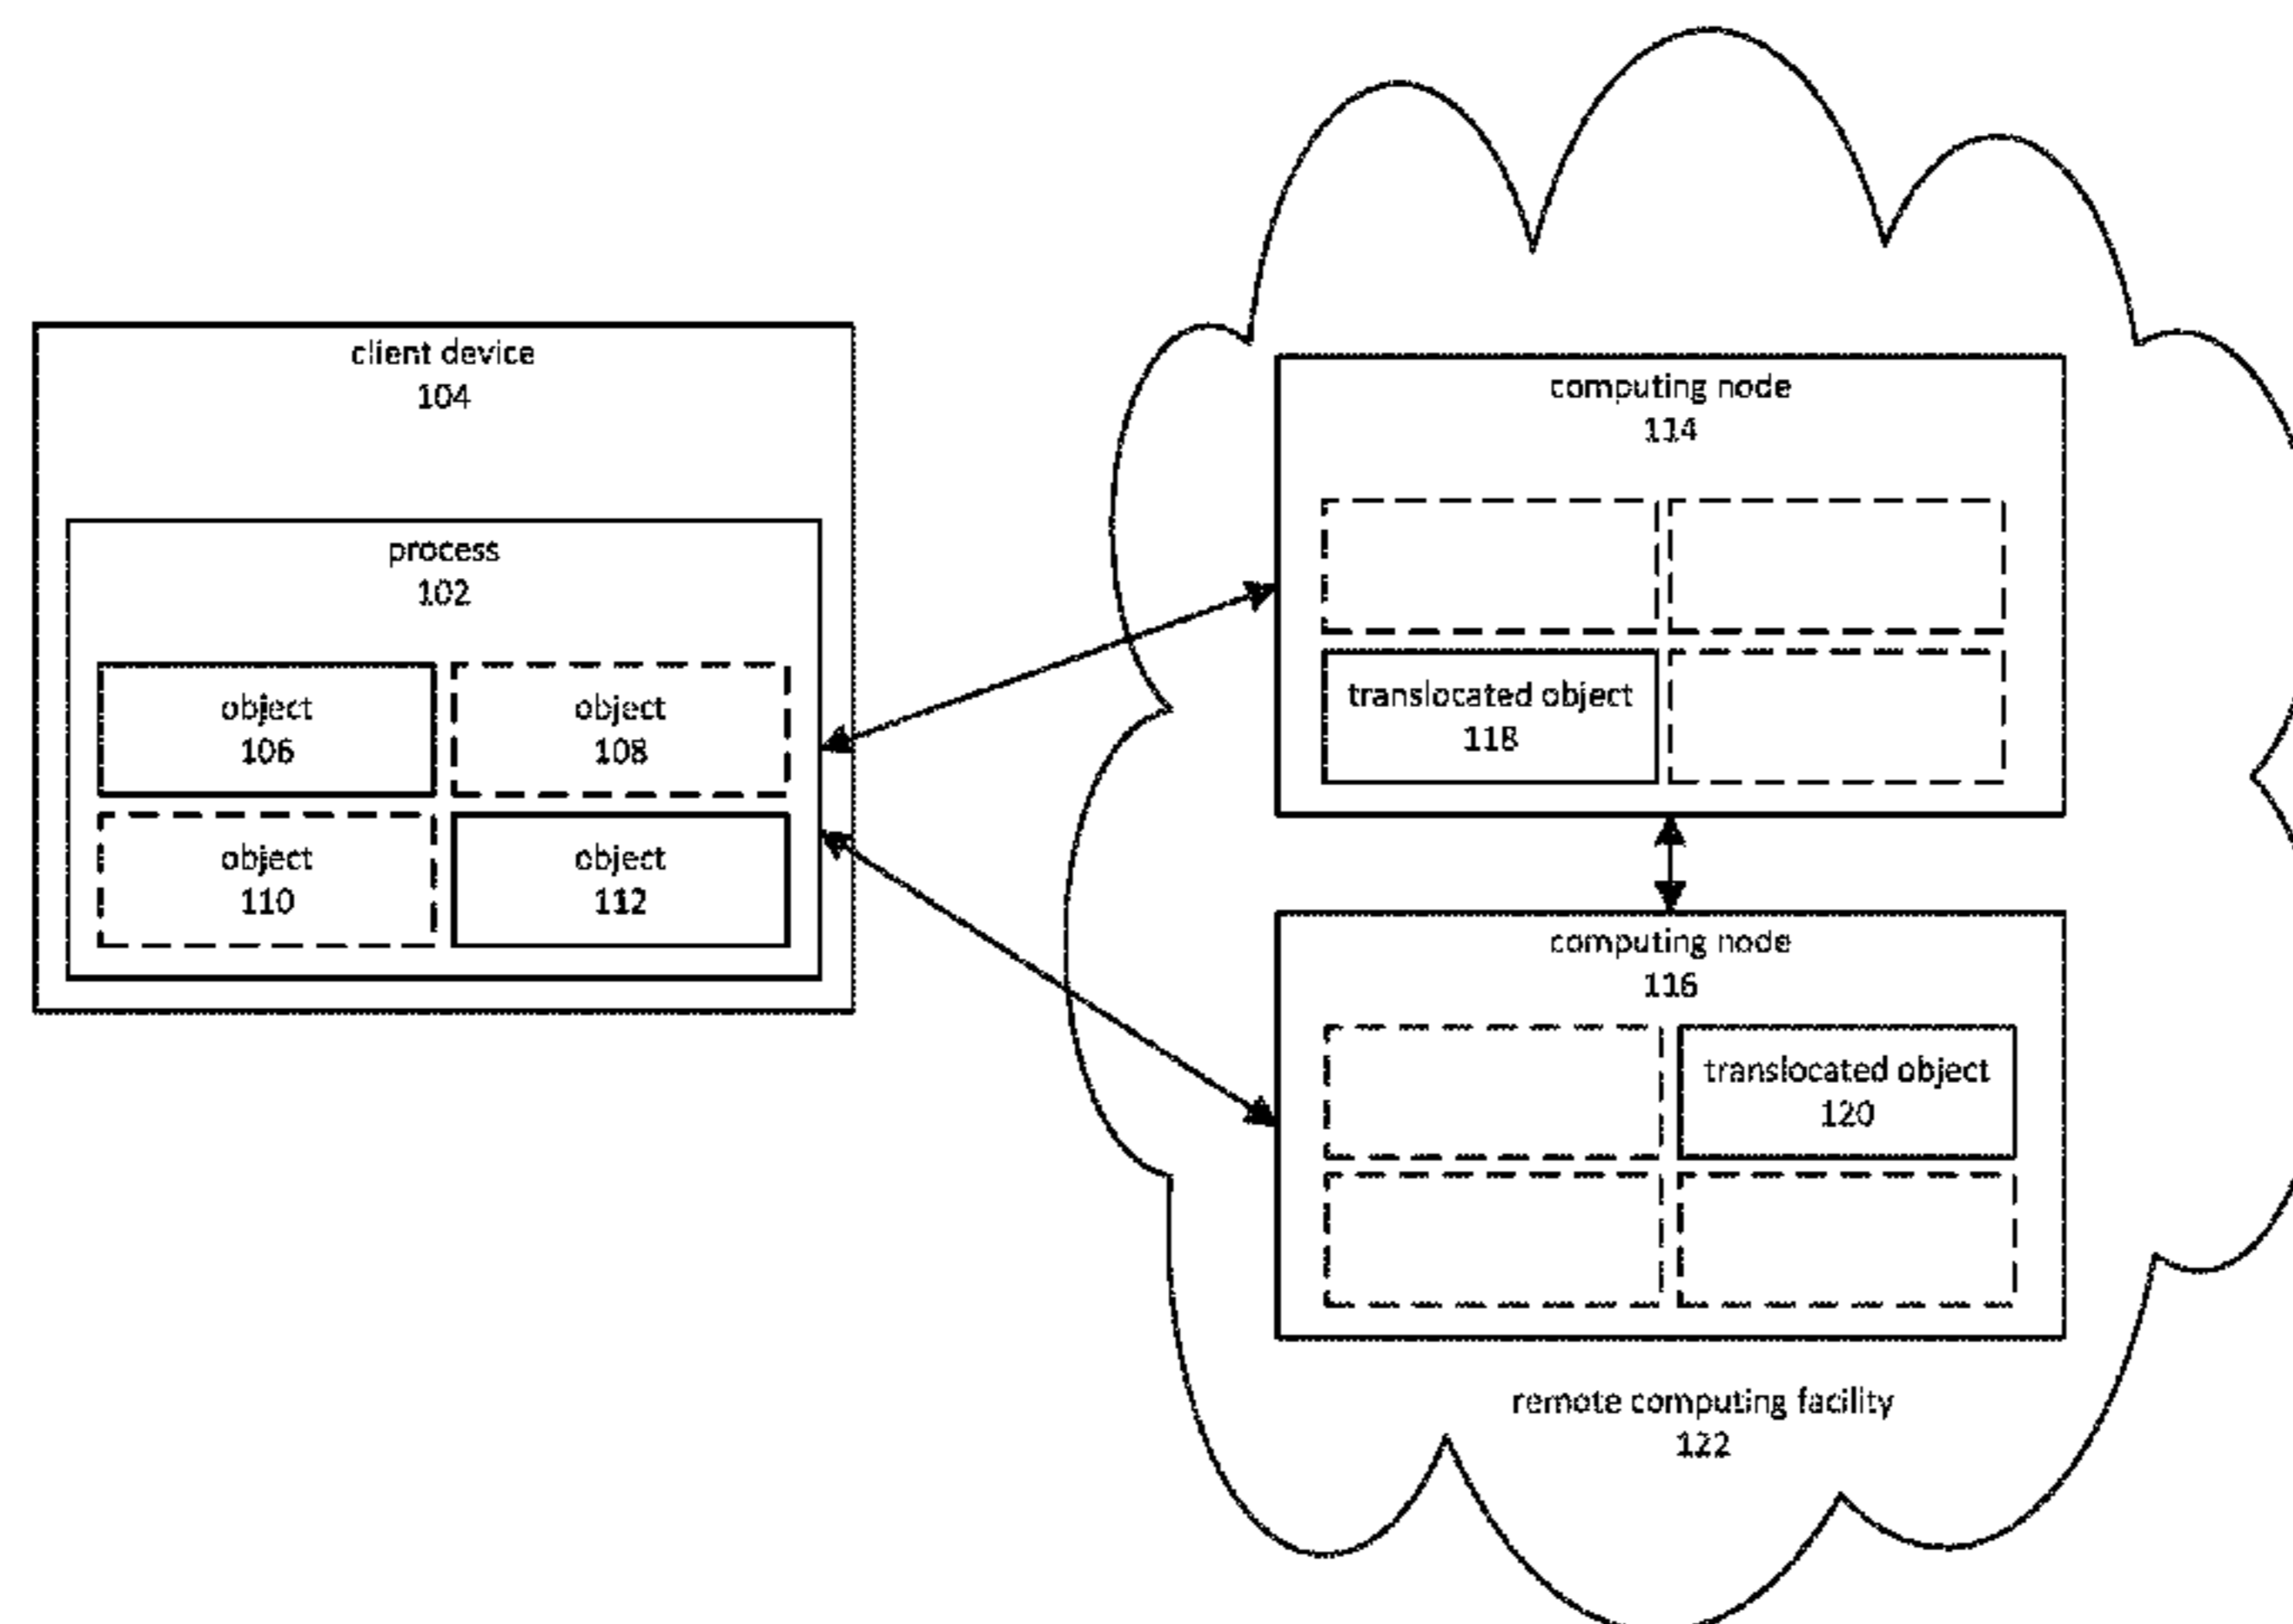 client device
104
process
102
object
106
object
108
object
110
object
112
computing node
114
translocated object
118
computing node
116
translocated object
120
remote computing facility
122